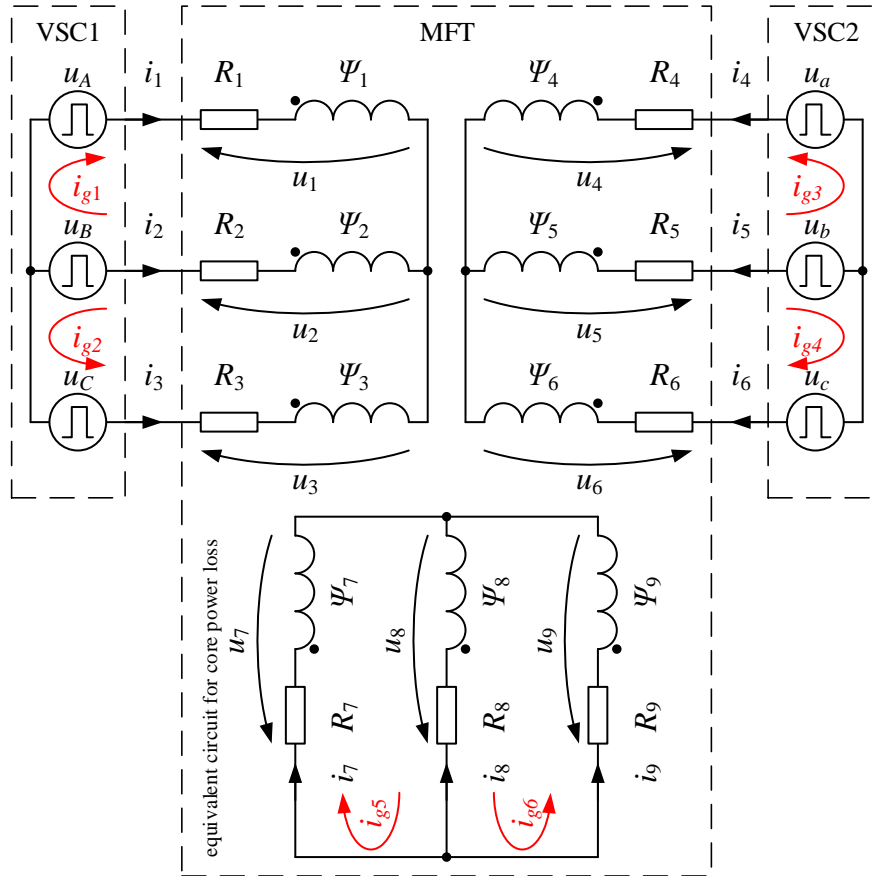 VSC1 MFT VSC2
u_A i_1 R_1 Ψ_1 Ψ_4 R_4 i_4 u_a
i_g1 u_1 u_4 i_g3
u_B i_2 R_2 Ψ_2 Ψ_5 R_5 i_5 u_b
i_g2 u_2 u_5 i_g4
u_C i_3 R_3 Ψ_3 Ψ_6 R_6 i_6 u_c
u_3 u_6
equivalent circuit for core power loss
u_7 Ψ_7 u_8 Ψ_8 u_9 Ψ_9
R_7 R_8 R_9
i_7 i_8 i_9
i_g5 i_g6